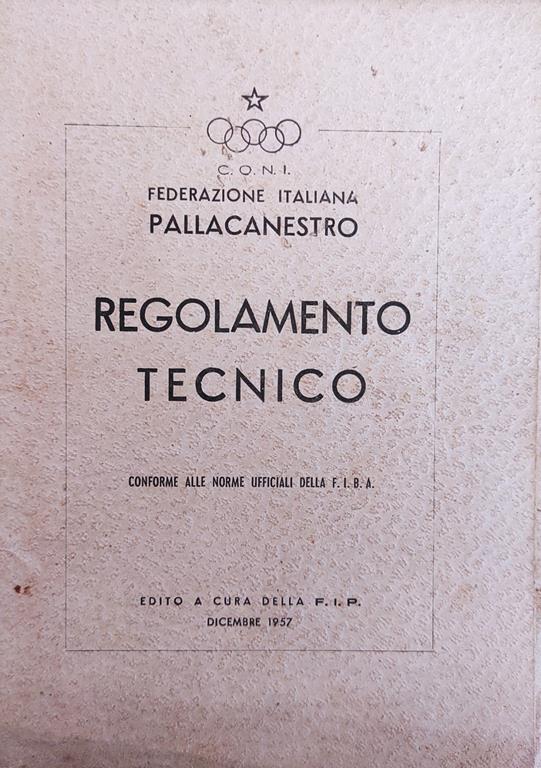 C. O. N. I.
FEDERAZIONE ITALIANA
PALLACANESTRO
REGOLAMENTO
TECNICO
CONFORME ALLE NORME UFFICIALI DELLA F. I. B. A.
EDITO A CURA DELLA F. I. P.
DICEMBRE 1957